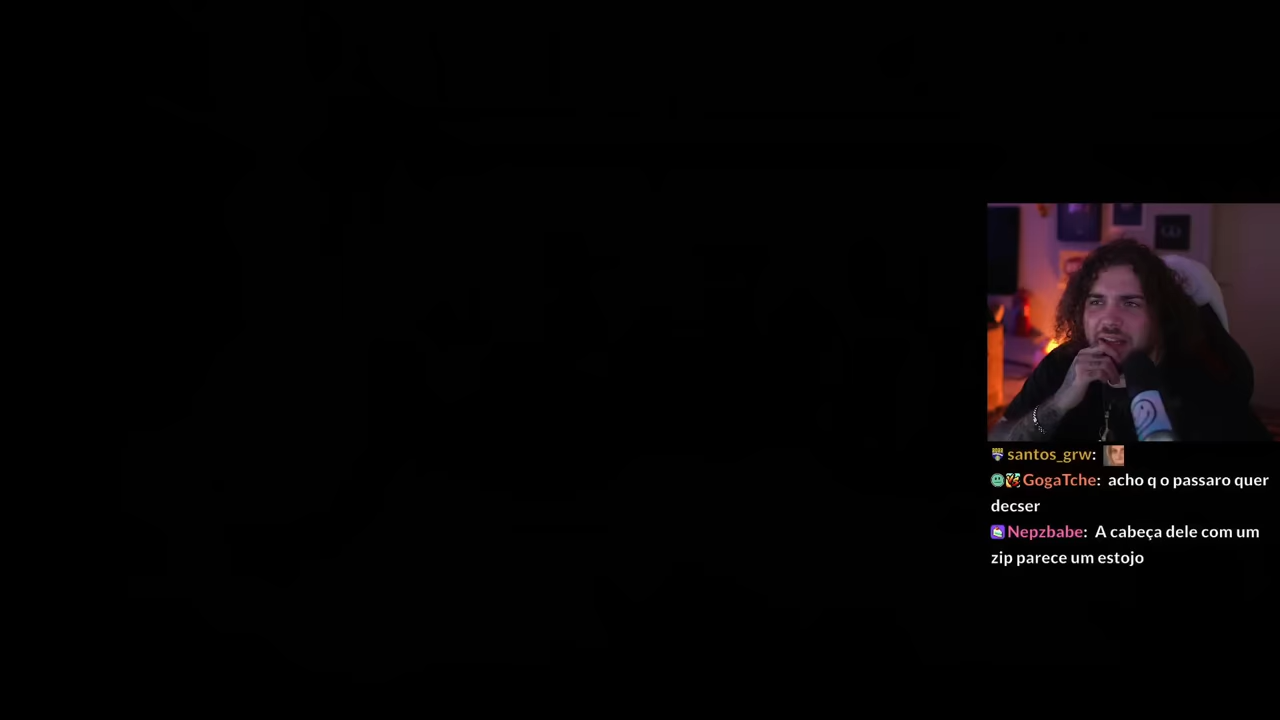 santos_grw:
GogaTche: acho q o passaro quer
decser
Nepzbabe: A cabeça dele com um
zip parece um estojo